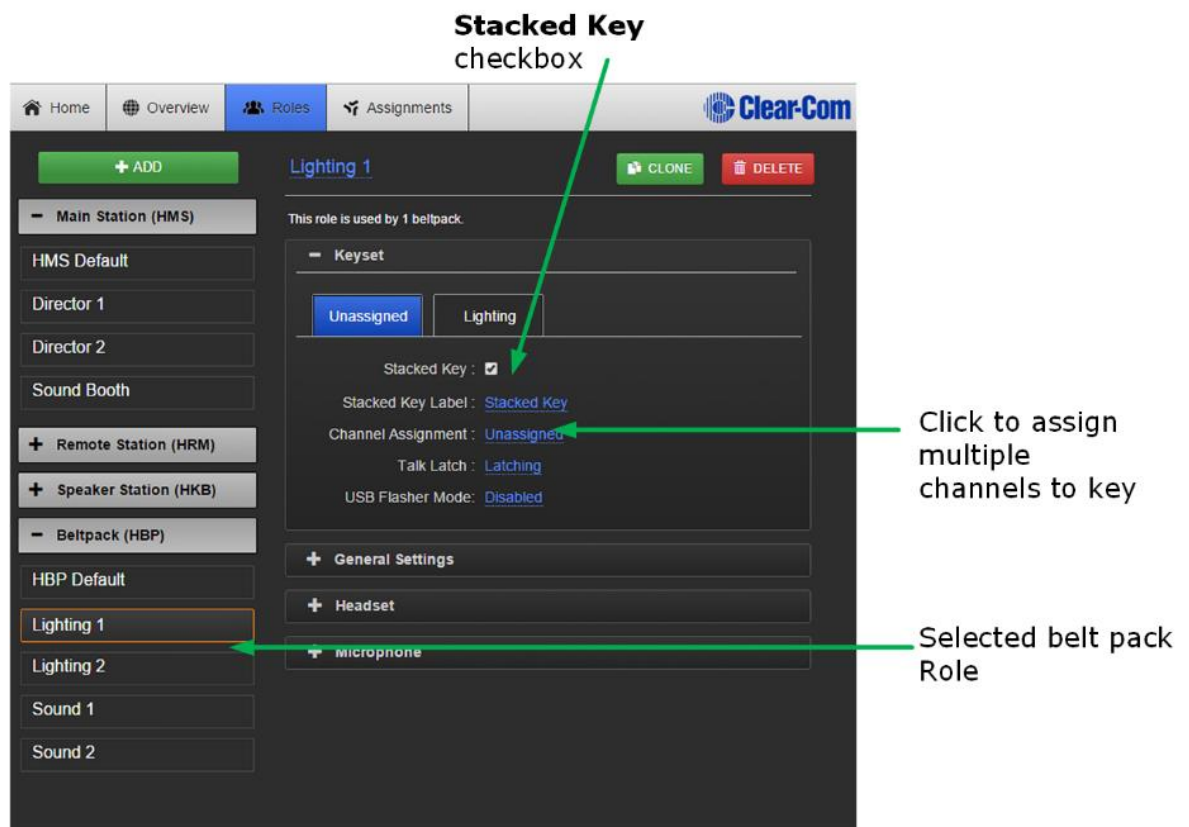 Stacked Key
checkbox
Home Overview Roles Assignments Clear-Com
ADD
Main Station (HMS)
HMS Default
Director 1
Director 2
Sound Booth
Remote Station (HRM)
Speaker Station (HKB)
Beltpack (HBP)
HBP Default
Lighting 1
Lighting 2
Sound 1
Sound 2
Lighting 1 CLONE DELETE
This role is used by 1 beltpack.
Keyset
Unassigned Lighting
Stacked Key :
Stacked Key Label : Stacked Key
Channel Assignment : Unassigned
Talk Latch : Latching
USB Flasher Mode: Disabled
General Settings
Headset
Microphone
Click to assign
multiple
channels to key
Selected belt pack
Role